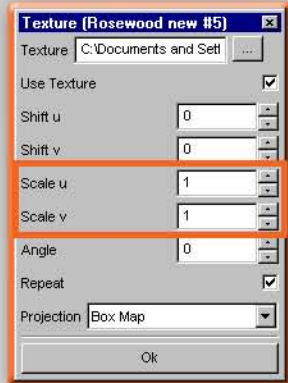 Texture (Rosewood new #5)
Texture C:\Documents and Sett ...
Use Texture
Shift u 0
Shift v 0
Scale u 1
Scale v 1
Angle 0
Repeat
Projection Box Map
Ok